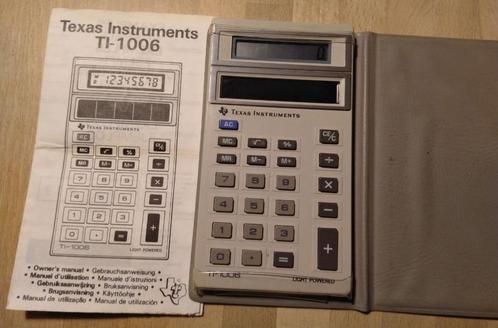 Texas Instruments
TI-1006
12345678
TEXAS INSTRUMENTS
AC CE/C
MC √ % ÷
MR M- M+
7 8 9 ×
4 5 6 −
1 2 3 +
0 · =
TI-1006 LIGHT POWERED
• Owner's manual • Gebrauchsanweisung •
• Manuel d'utilisation • Manuale d'istruzioni •
• Gebruiksaanwijzing • Bruksanvisning •
• Brugsanvisning • Käyttöohje •
• Manual de utilização • Manual de utilización •
0
TEXAS INSTRUMENTS
AC CE/C
MC √ % ÷
MR M− M+
7 8 9 ×
4 5 6 −
1 2 3 +
0 · =
TI-1006 LIGHT POWERED